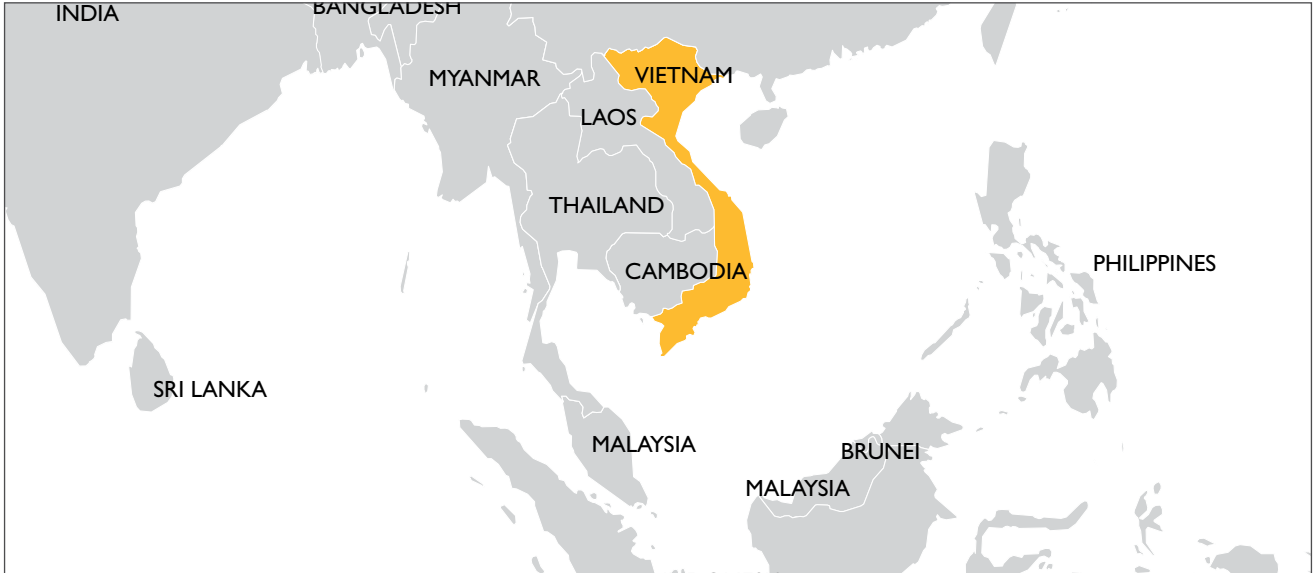 INDIA
BANGLADESH
MYANMAR
VIETNAM
LAOS
THAILAND
CAMBODIA
PHILIPPINES
SRI LANKA
MALAYSIA
BRUNEI
MALAYSIA